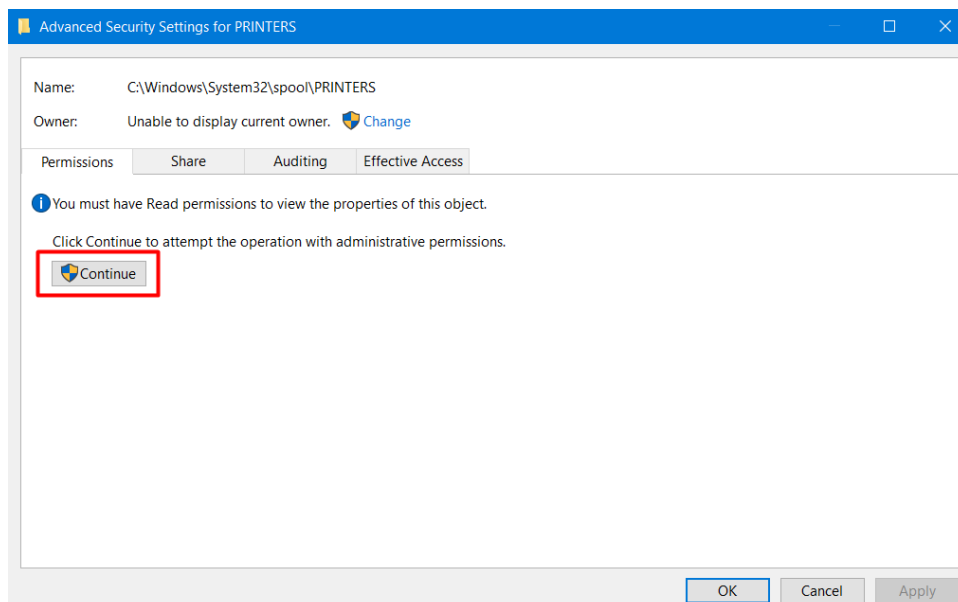 Advanced Security Settings for PRINTERS
Name: C:\Windows\System32\spool\PRINTERS
Owner: Unable to display current owner. Change
Permissions Share Auditing Effective Access
You must have Read permissions to view the properties of this object.
Click Continue to attempt the operation with administrative permissions.
Continue
OK Cancel Apply